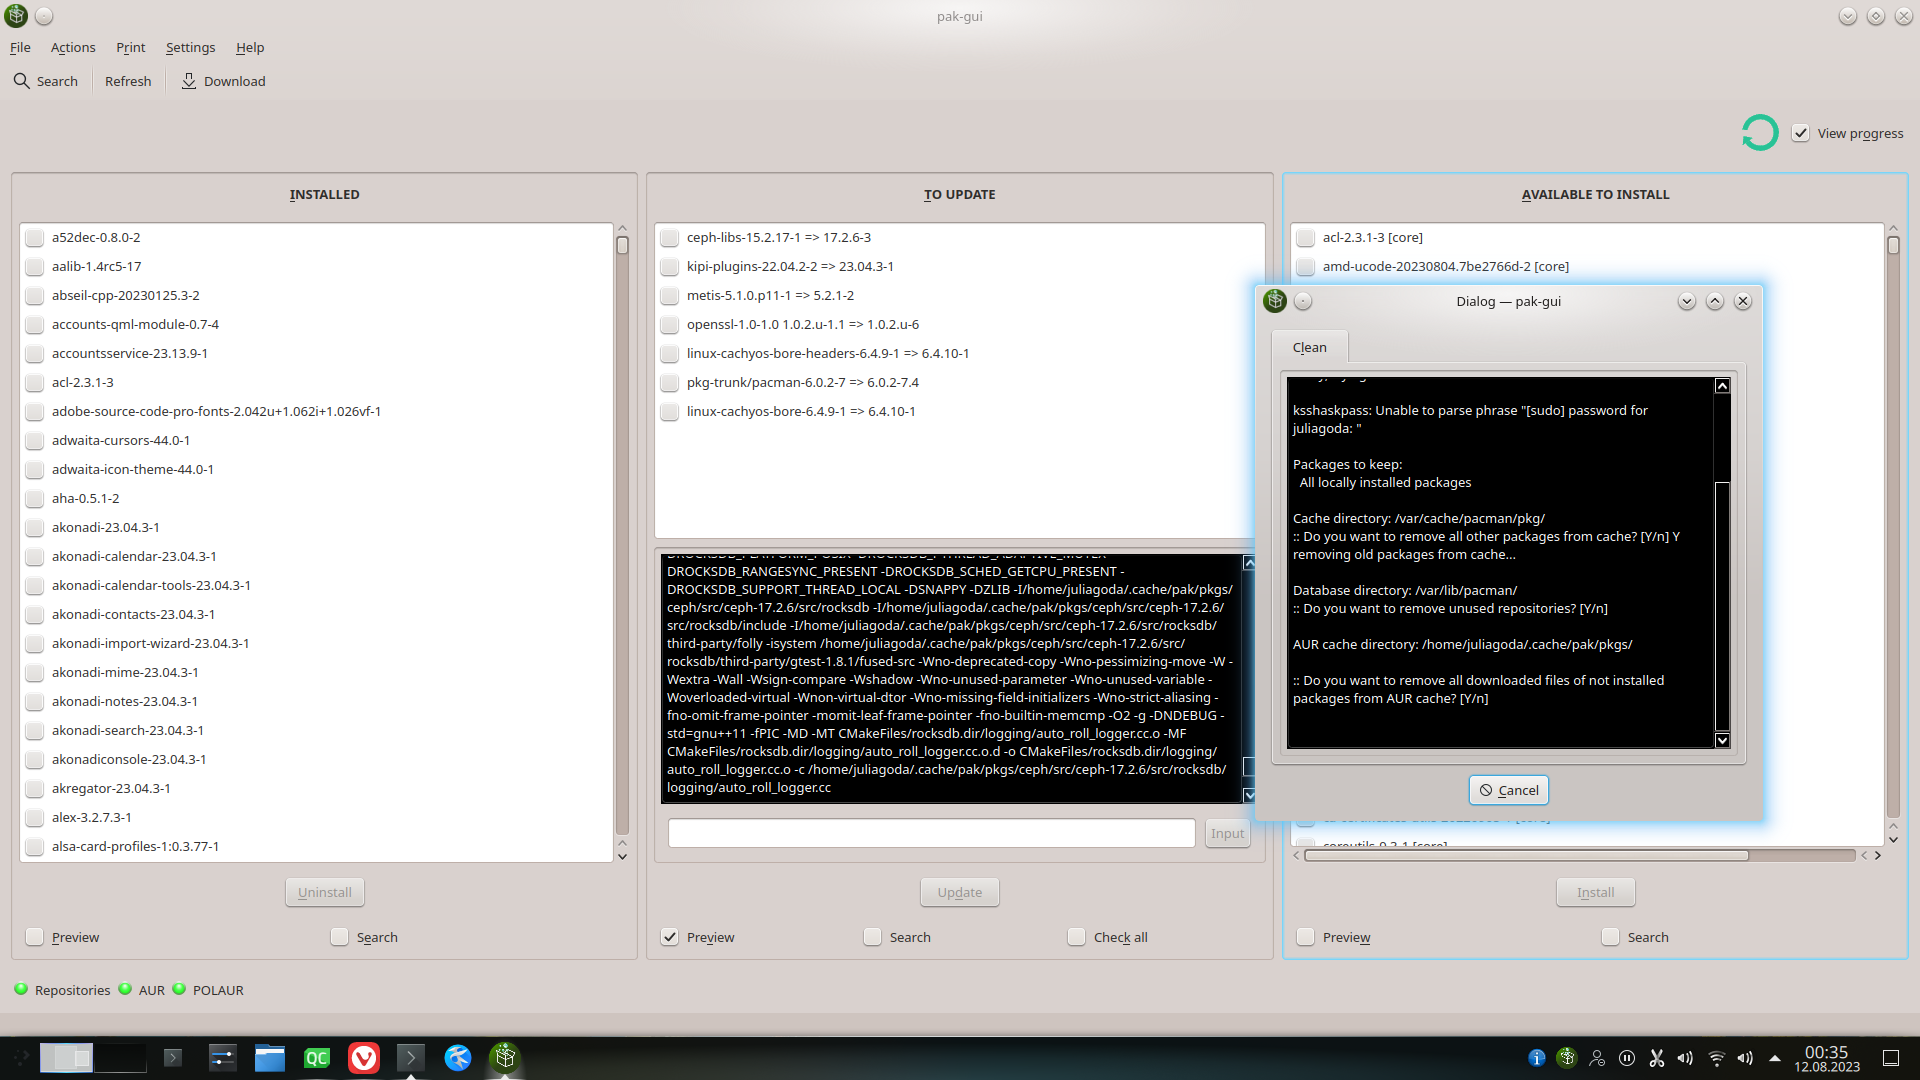 pak-gui
File Actions Print Settings Help
Search Refresh Download
View progress
INSTALLED
a52dec-0.8.0-2
aalib-1.4rc5-17
abseil-cpp-20230125.3-2
accounts-qml-module-0.7-4
accountsservice-23.13.9-1
acl-2.3.1-3
adobe-source-code-pro-fonts-2.042u+1.062i+1.026vf-1
adwaita-cursors-44.0-1
adwaita-icon-theme-44.0-1
aha-0.5.1-2
akonadi-23.04.3-1
akonadi-calendar-23.04.3-1
akonadi-calendar-tools-23.04.3-1
akonadi-contacts-23.04.3-1
akonadi-import-wizard-23.04.3-1
akonadi-mime-23.04.3-1
akonadi-notes-23.04.3-1
akonadi-search-23.04.3-1
akonadiconsole-23.04.3-1
akregator-23.04.3-1
alex-3.2.7.3-1
alsa-card-profiles-1:0.3.77-1
Uninstall
Preview Search
TO UPDATE
ceph-libs-15.2.17-1 => 17.2.6-3
kipi-plugins-22.04.2-2 => 23.04.3-1
metis-5.1.0.p11-1 => 5.2.1-2
openssl-1.0-1.0 1.0.2.u-1.1 => 1.0.2.u-6
linux-cachyos-bore-headers-6.4.9-1 => 6.4.10-1
pkg-trunk/pacman-6.0.2-7 => 6.0.2-7.4
linux-cachyos-bore-6.4.9-1 => 6.4.10-1
DROCKSDB_RANGESYNC_PRESENT -DROCKSDB_SCHED_GETCPU_PRESENT -
DROCKSDB_SUPPORT_THREAD_LOCAL -DSNAPPY -DZLIB -I/home/juliagoda/.cache/pak/pkgs/
ceph/src/ceph-17.2.6/src/rocksdb -I/home/juliagoda/.cache/pak/pkgs/ceph/src/ceph-17.2.6/
src/rocksdb/include -I/home/juliagoda/.cache/pak/pkgs/ceph/src/ceph-17.2.6/src/rocksdb/
third-party/folly -isystem /home/juliagoda/.cache/pak/pkgs/ceph/src/ceph-17.2.6/src/
rocksdb/third-party/gtest-1.8.1/fused-src -Wno-deprecated-copy -Wno-pessimizing-move -W -
Wextra -Wall -Wsign-compare -Wshadow -Wno-unused-parameter -Wno-unused-variable -
Woverloaded-virtual -Wnon-virtual-dtor -Wno-missing-field-initializers -Wno-strict-aliasing -
fno-omit-frame-pointer -momit-leaf-frame-pointer -fno-builtin-memcmp -O2 -g -DNDEBUG -
std=gnu++11 -fPIC -MD -MT CMakeFiles/rocksdb.dir/logging/auto_roll_logger.cc.o -MF
CMakeFiles/rocksdb.dir/logging/auto_roll_logger.cc.o.d -o CMakeFiles/rocksdb.dir/logging/
auto_roll_logger.cc.o -c /home/juliagoda/.cache/pak/pkgs/ceph/src/ceph-17.2.6/src/rocksdb/
logging/auto_roll_logger.cc
Input
Update
Preview Search Check all
AVAILABLE TO INSTALL
acl-2.3.1-3 [core]
amd-ucode-20230804.7be2766d-2 [core]
Dialog — pak-gui
Clean
ksshaskpass: Unable to parse phrase "[sudo] password for
juliagoda: "
Packages to keep:
All locally installed packages
Cache directory: /var/cache/pacman/pkg/
:: Do you want to remove all other packages from cache? [Y/n] Y
removing old packages from cache...
Database directory: /var/lib/pacman/
:: Do you want to remove unused repositories? [Y/n]
AUR cache directory: /home/juliagoda/.cache/pak/pkgs/
:: Do you want to remove all downloaded files of not installed
packages from AUR cache? [Y/n]
Cancel
Install
Preview Search
Repositories AUR POLAUR
QC
00:35
12.08.2023